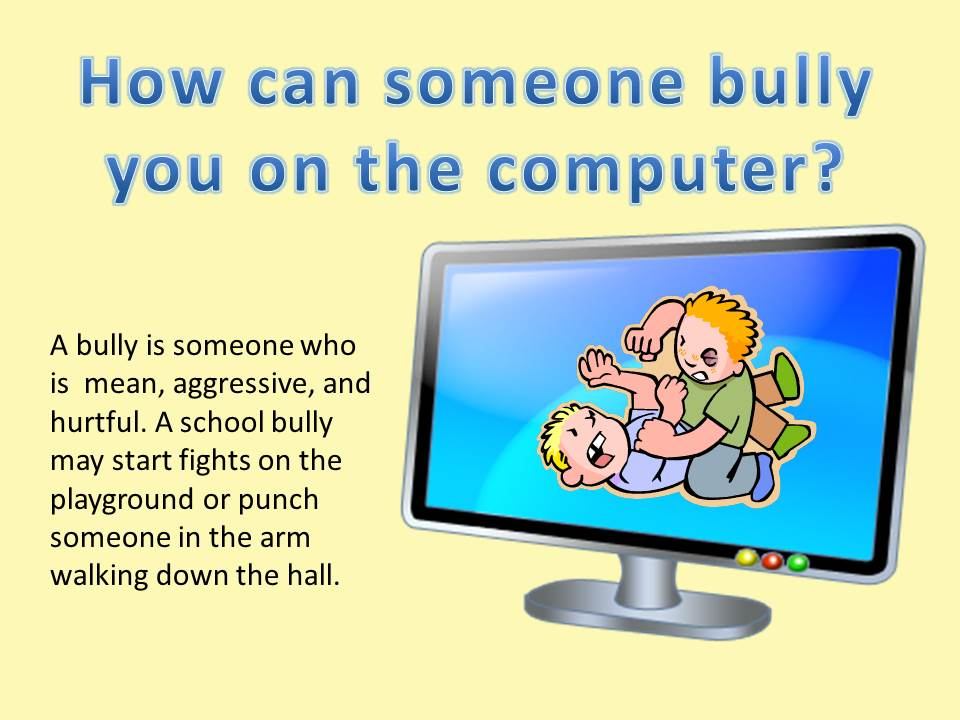 How can someone bully
you on the computer?
A bully is someone who
is  mean, aggressive, and
hurtful. A school bully
may start fights on the
playground or punch
someone in the arm
walking down the hall.